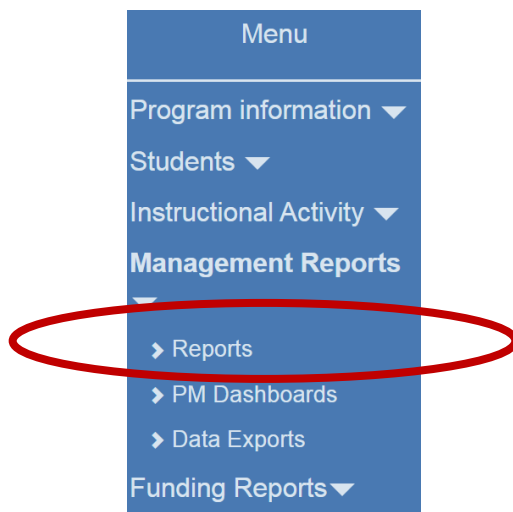 Menu
Program information
Students
Instructional Activity
Management Reports
Reports
PM Dashboards
Data Exports
Funding Reports